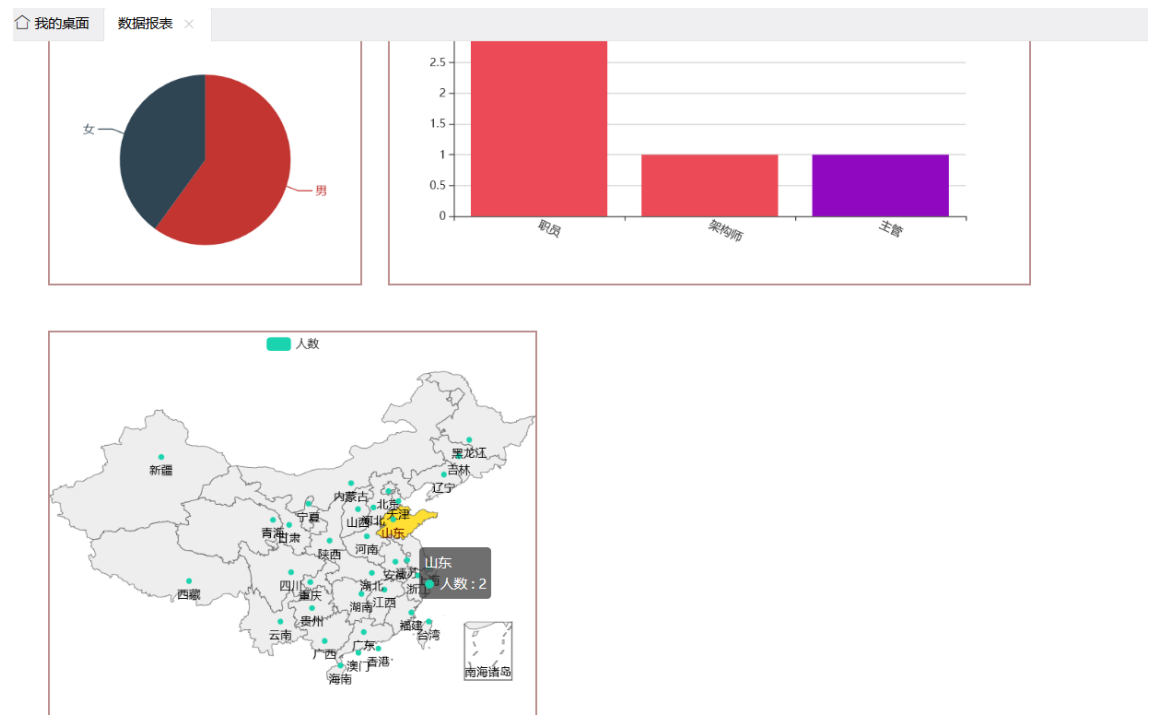 我的桌面
数据报表
女
男
2.5
2
1.5
1
0.5
0
职员
架构师
主管
人数
黑龙江
吉林
新疆
辽宁
内蒙古
北京
天津
宁夏
山西
河北
青海
甘肃
山东
陕西
河南
山东
人数 : 2
安徽
江苏
上海
四川
重庆
湖北
浙江
西藏
湖南
江西
贵州
福建
云南
台湾
广西
广东
澳门
香港
海南
南海诸岛